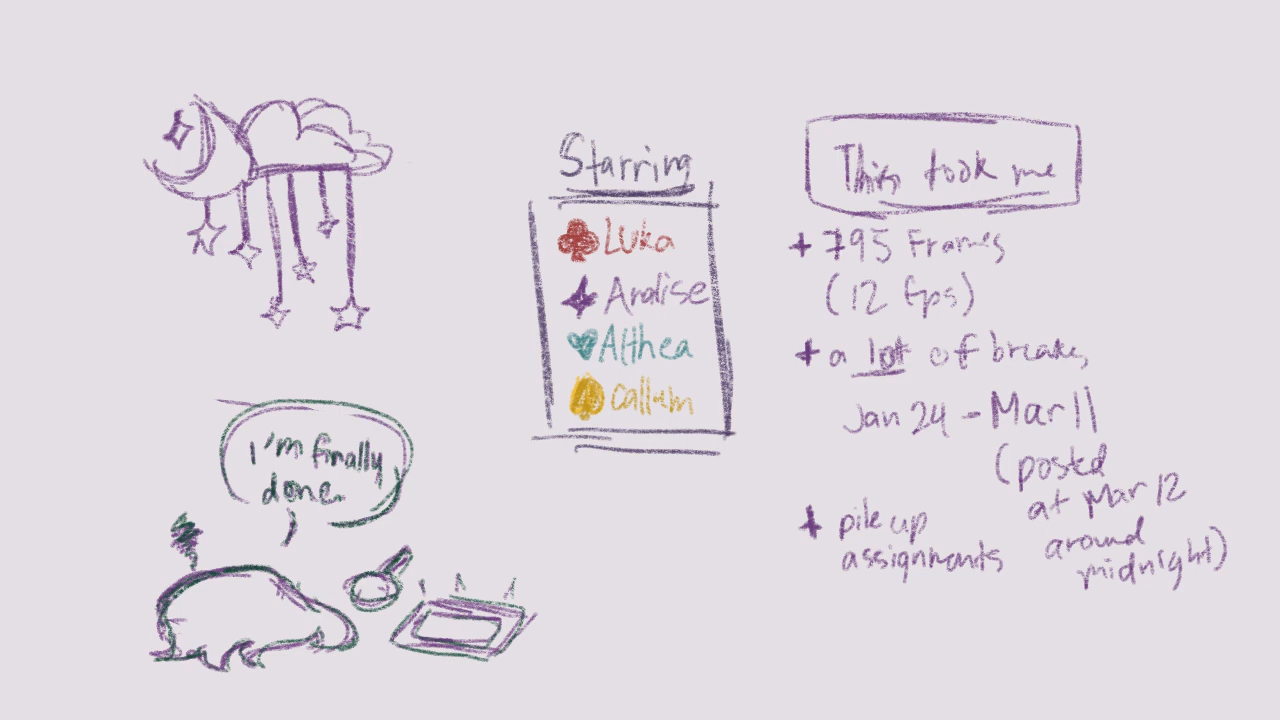 Starring
Luka
Analise
Althea
Callum
This took me
+ 795 Frames
(12 fps)
+ a lot of breaks
Jan 24 - Mar 11
(posted
at Mar 12
around
midnight)
+ pile up
assignments
I'm finally
done.